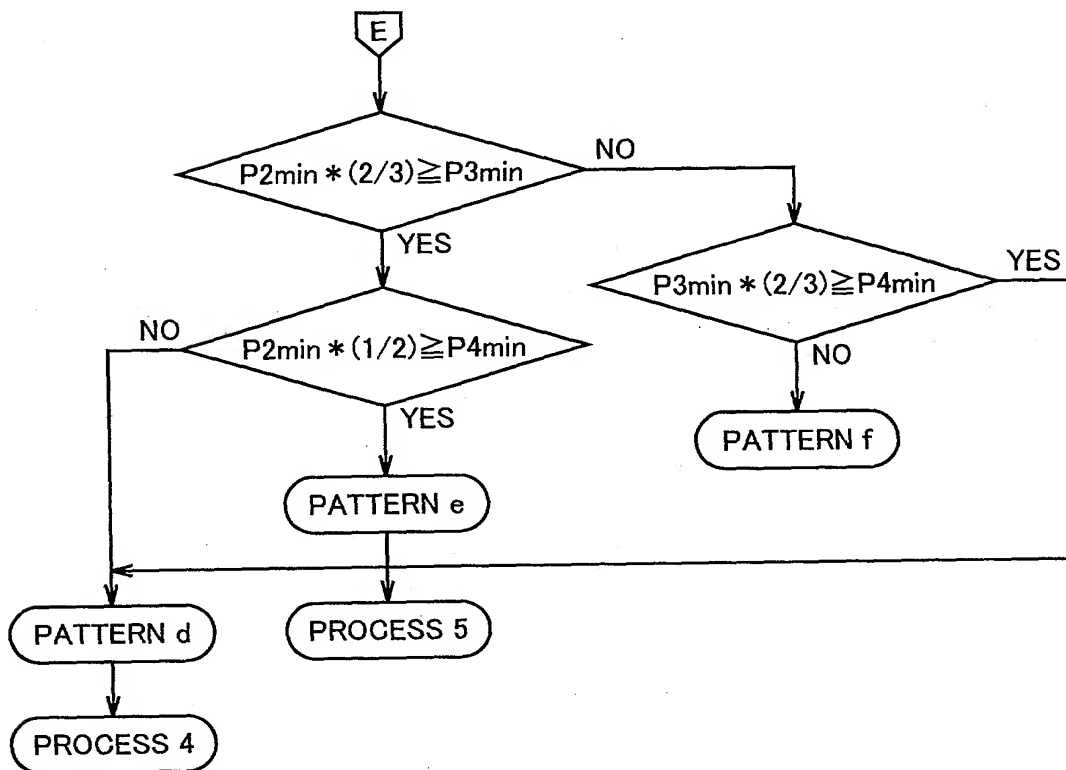 E
P2min*(2/3)≧P3min
NO
YES
P3min*(2/3)≧P4min
YES
NO
P2min*(1/2)≧P4min
NO
YES
PATTERN f
PATTERN e
PATTERN d
PROCESS 5
PROCESS 4